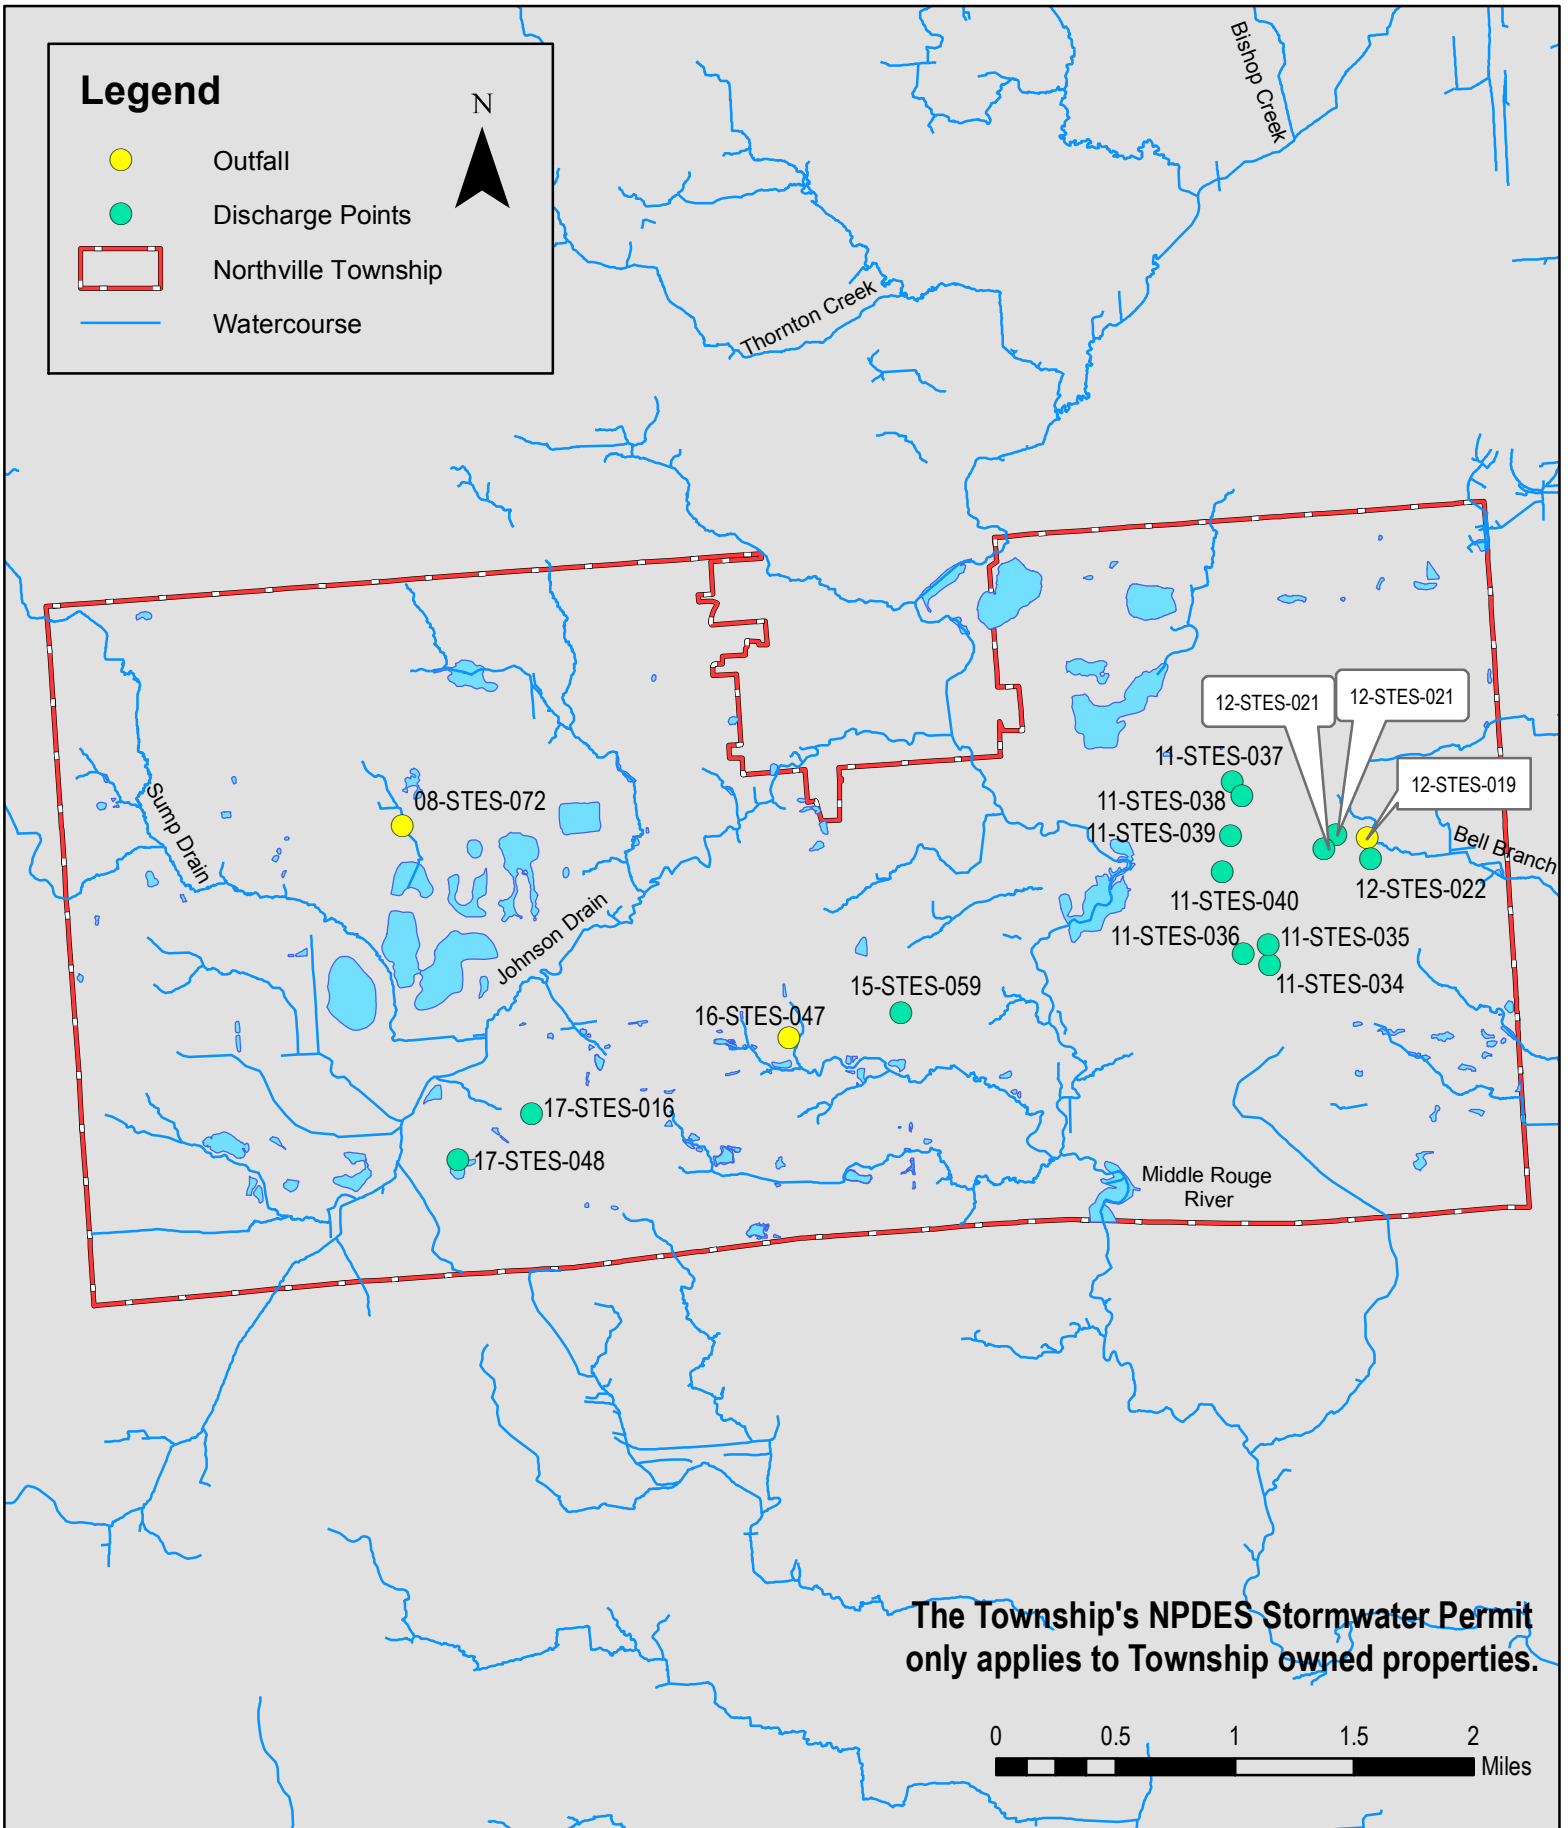 Legend
N
Outfall
Discharge Points
Northville Township
Watercourse
Bishop Creek
Thornton Creek
12-STES-021
12-STES-021
11-STES-037
12-STES-019
11-STES-038
08-STES-072
Sump Drain
11-STES-039
Bell Branch
12-STES-022
11-STES-040
Johnson Drain
11-STES-036
11-STES-035
11-STES-034
15-STES-059
16-STES-047
17-STES-016
17-STES-048
Middle Rouge
River
The Township's NPDES Stormwater Permit
only applies to Township owned properties.
0 0.5 1 1.5 2
Miles